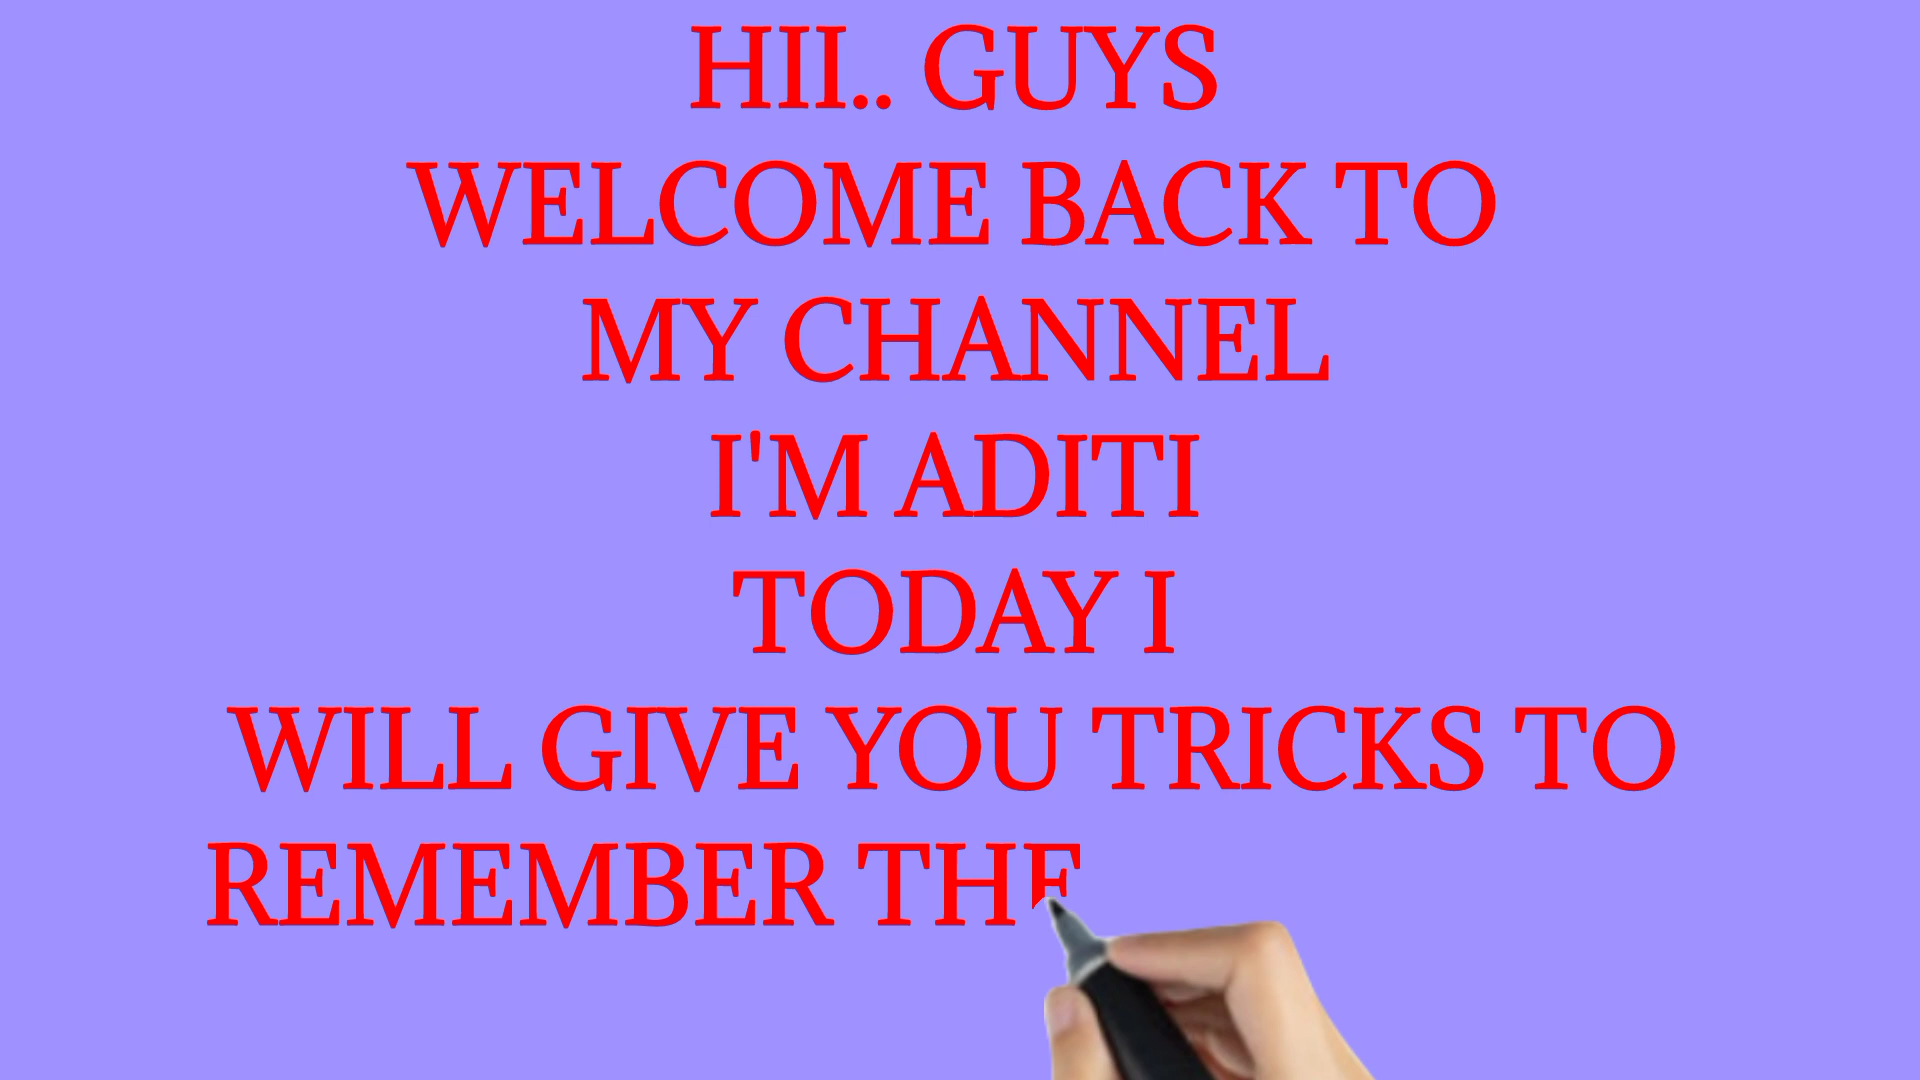 HII.. GUYS
WELCOME BACK TO
MY CHANNEL
I'M ADITI
TODAY I
WILL GIVE YOU TRICKS TO
REMEMBER THE